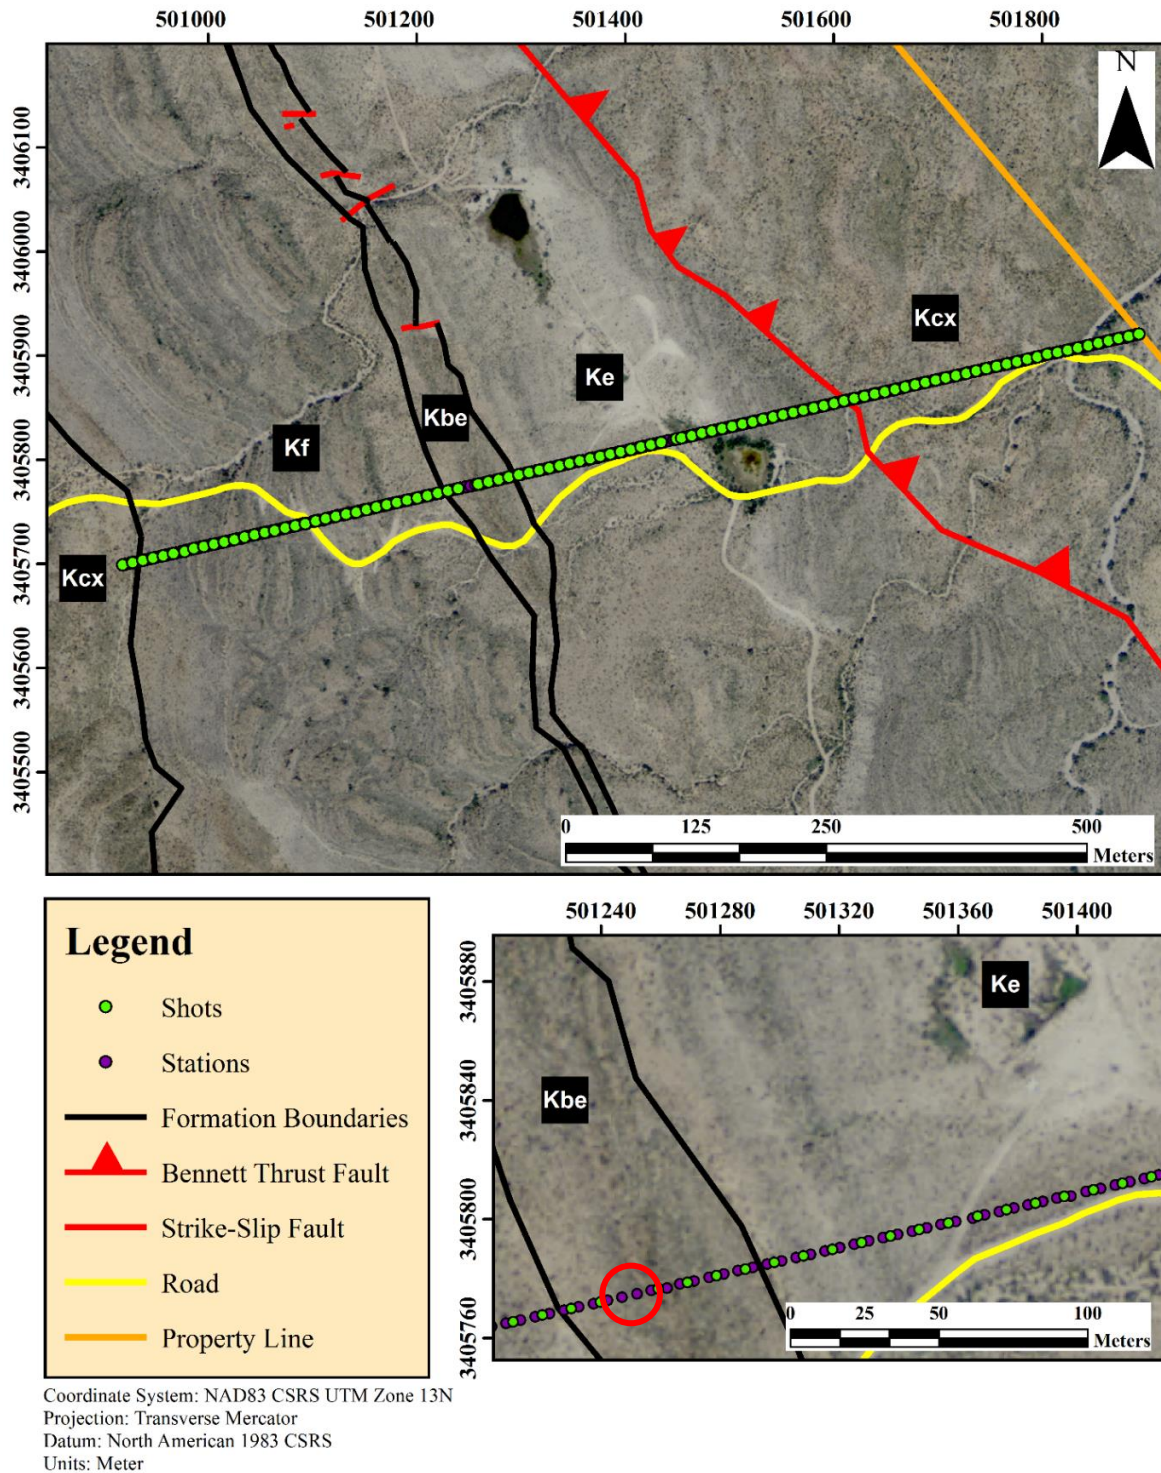 501000 501200 501400 501600 501800
N
3406100
3406000
3405900
3405800
3405700
3405600
3405500
Kcx
Ke
Kbe
Kf
Kcx
0 125 250 500
Meters
Legend
Shots
Stations
Formation Boundaries
Bennett Thrust Fault
Strike-Slip Fault
Road
Property Line
501240 501280 501320 501360 501400
3405880
3405840
3405800
3405760
Ke
Kbe
0 25 50 100
Meters
Coordinate System: NAD83 CSRS UTM Zone 13N
Projection: Transverse Mercator
Datum: North American 1983 CSRS
Units: Meter